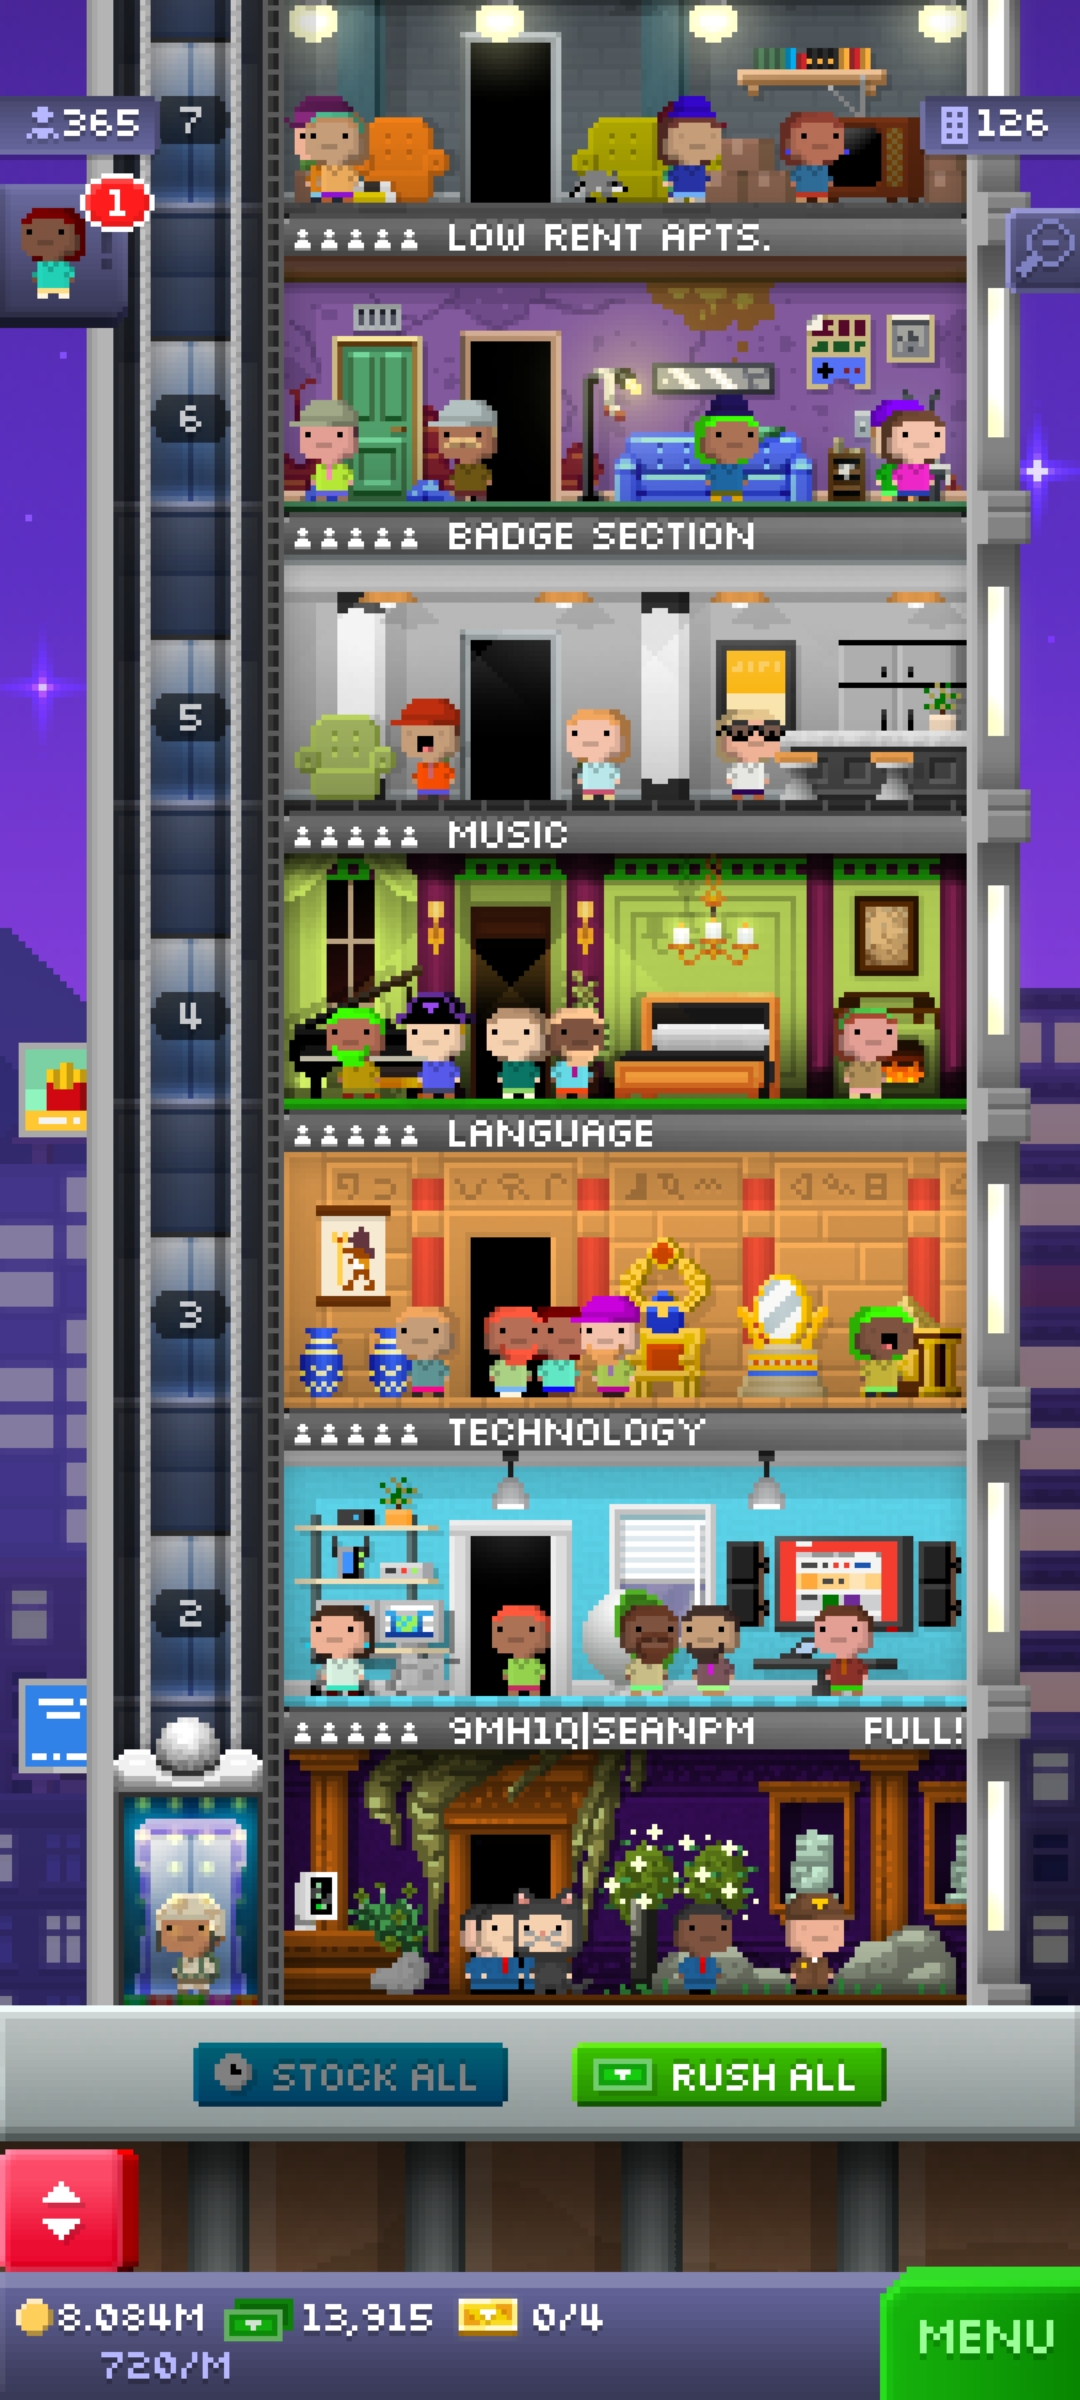 7
365
126
1
LOW RENT APTS.
6
BADGE SECTION
5
MUSIC
4
LANGUAGE
3
TECHNOLOGY
2
9MH1Q|SEANPM FULL!
STOCK ALL
RUSH ALL
8.084M 13,915 0/4
720/M
MENU